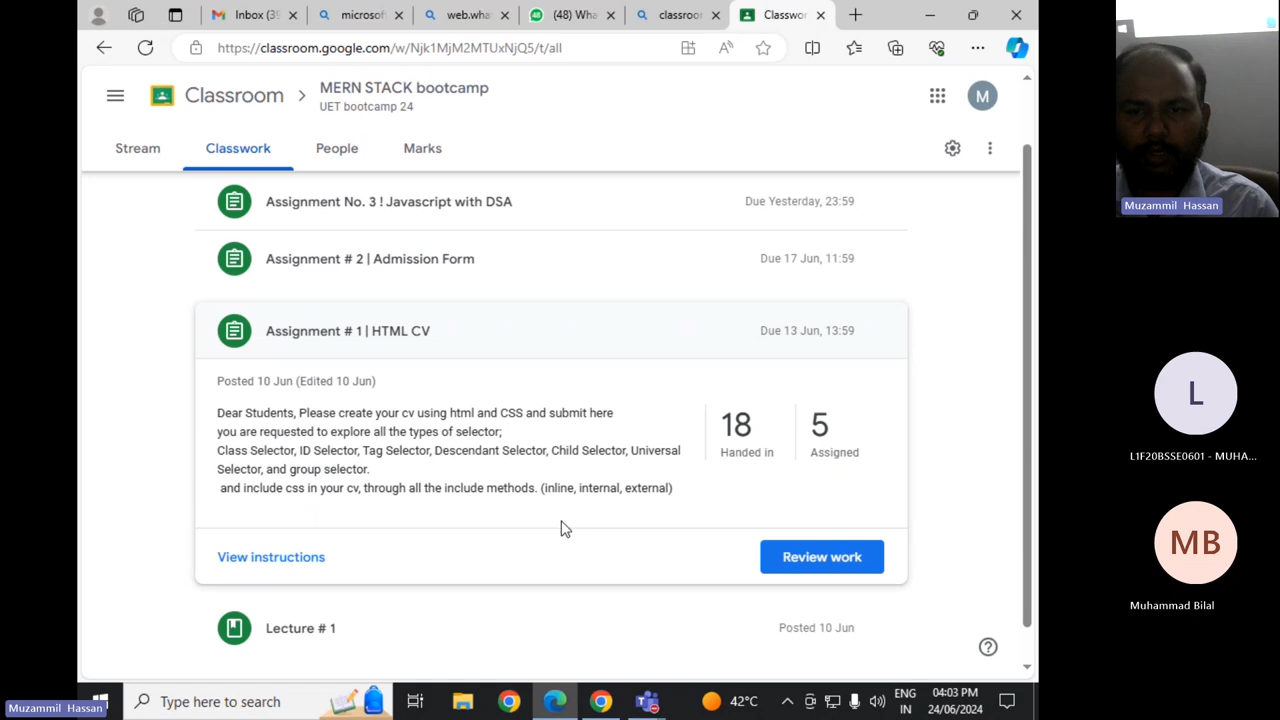 Inbox (39
microsof
web.wha
(48) Wha
classroor
Classwo
https://classroom.google.com/w/Njk1MjM2MTUxNjQ5/t/all
Classroom
MERN STACK bootcamp
UET bootcamp 24
M
Stream
Classwork
People
Marks
Assignment No. 3 ! Javascript with DSA
Due Yesterday, 23:59
Assignment # 2 | Admission Form
Due 17 Jun, 11:59
Assignment # 1 | HTML CV
Due 13 Jun, 13:59
Posted 10 Jun (Edited 10 Jun)
Dear Students, Please create your cv using html and CSS and submit here
you are requested to explore all the types of selector;
Class Selector, ID Selector, Tag Selector, Descendant Selector, Child Selector, Universal
Selector, and group selector.
and include css in your cv, through all the include methods. (inline, internal, external)
18
Handed in
5
Assigned
View instructions
Review work
Lecture # 1
Posted 10 Jun
Type here to search
42°C
ENG
IN
04:03 PM
24/06/2024
Muzammil Hassan
Muzammil Hassan
L
L1F20BSSE0601 - MUHA...
MB
Muhammad Bilal